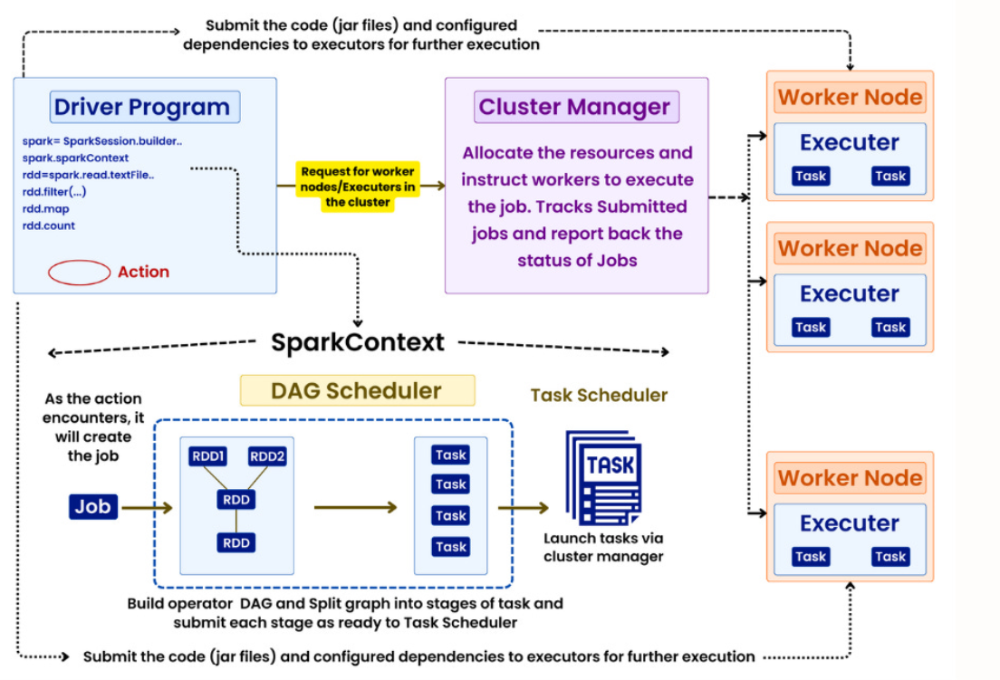 Submit the code (jar files) and configured
dependencies to executors for further execution
Driver Program
spark= SparkSession.builder..
spark.sparkContext
rdd=spark.read.textFile..
rdd.filter(...)
rdd.map
rdd.count
Action
Request for worker
nodes/Executers in
the cluster
Cluster Manager
Allocate the resources and
instruct workers to execute
the job. Tracks Submitted
jobs and report back the
status of Jobs
Worker Node
Executer
Task
Task
Worker Node
Executer
Task
Task
Worker Node
Executer
Task
Task
SparkContext
DAG Scheduler
Task Scheduler
As the action
encounters, it
will create
the job
Job
RDD1
RDD2
RDD
RDD
Task
Task
Task
Task
TASK
Launch tasks via
cluster manager
Build operator DAG and Split graph into stages of task and
submit each stage as ready to Task Scheduler
Submit the code (jar files) and configured dependencies to executors for further execution